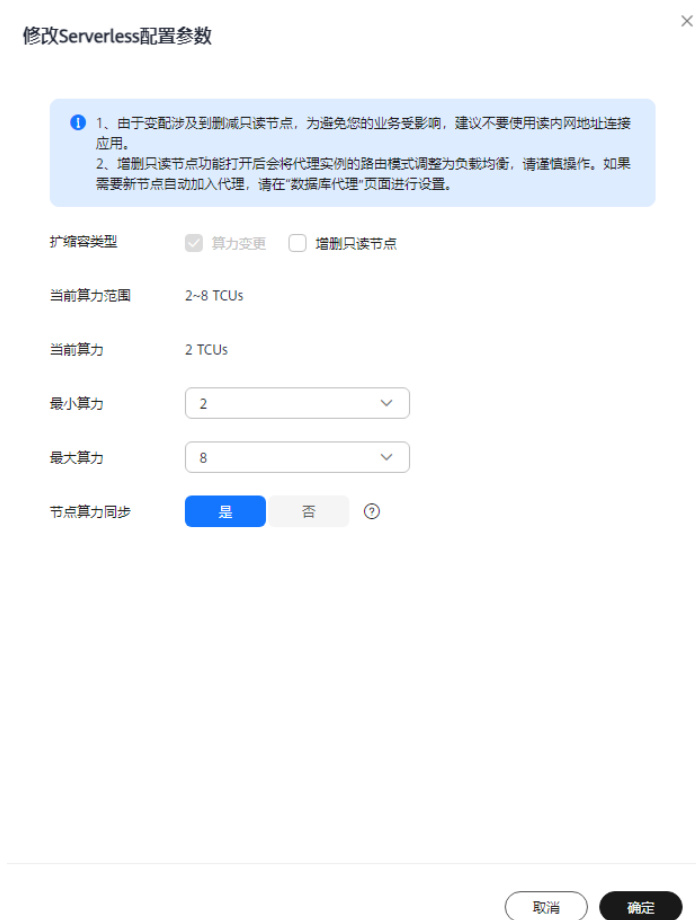 修改Serverless配置参数
1、由于变配涉及到删减只读节点，为避免您的业务受影响，建议不要使用读内网地址连接
应用。
2、增删只读节点功能打开后会将代理实例的路由模式调整为负载均衡，请谨慎操作。如果
需要新节点自动加入代理，请在“数据库代理”页面进行设置。
扩缩容类型 算力变更 增删只读节点
当前算力范围 2~8 TCUs
当前算力 2 TCUs
最小算力 2
最大算力 8
节点算力同步 是 否
取消 确定